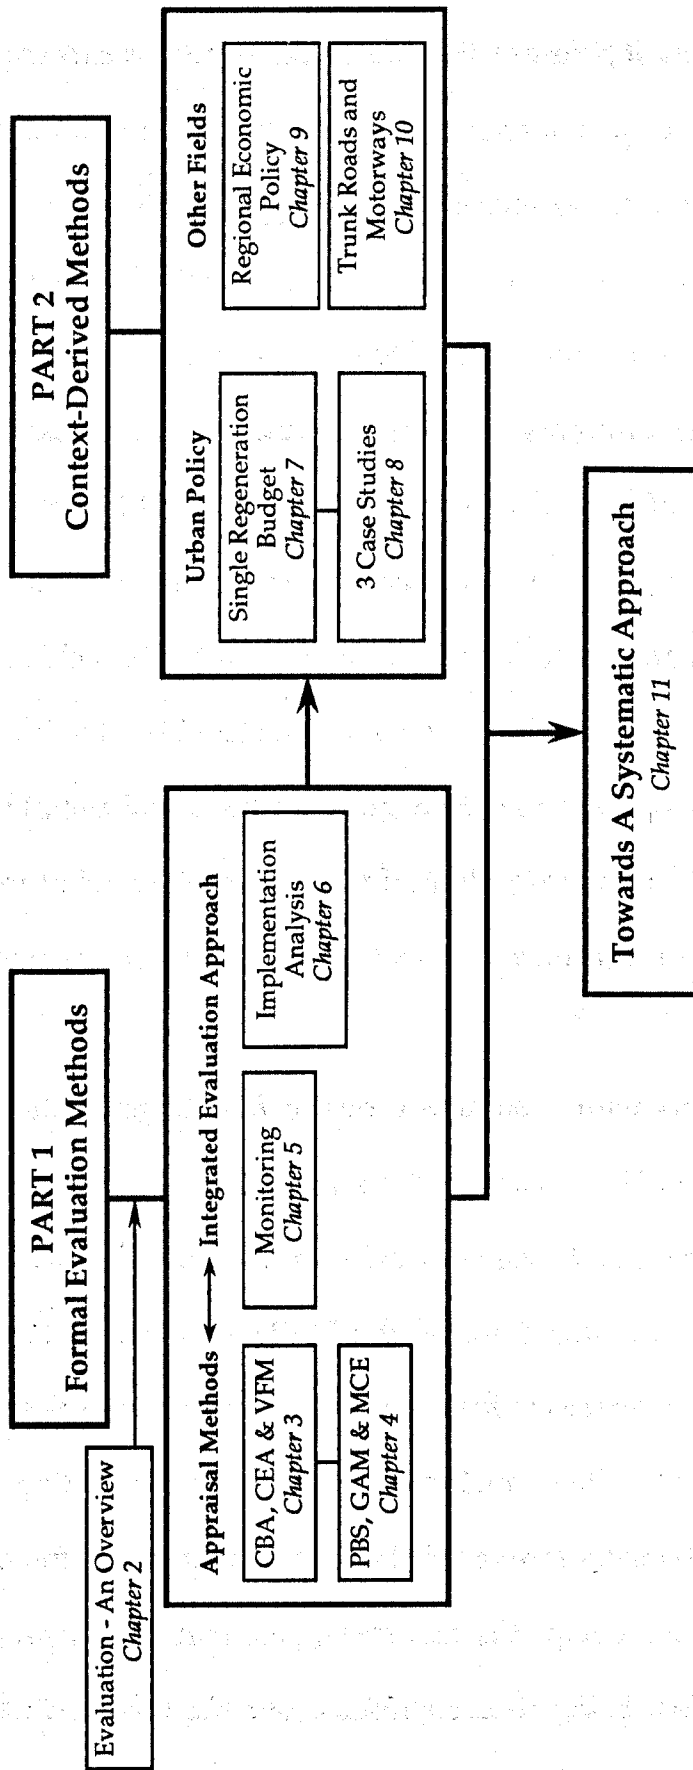 Evaluation - An Overview
Chapter 2
PART 1
Formal Evaluation Methods
Appraisal Methods
Integrated Evaluation Approach
CBA, CEA & VFM
Chapter 3
PBS, GAM & MCE
Chapter 4
Monitoring
Chapter 5
Implementation
Analysis
Chapter 6
PART 2
Context-Derived Methods
Urban Policy
Single Regeneration
Budget
Chapter 7
3 Case Studies
Chapter 8
Other Fields
Regional Economic
Policy
Chapter 9
Trunk Roads and
Motorways
Chapter 10
Towards A Systematic Approach
Chapter 11